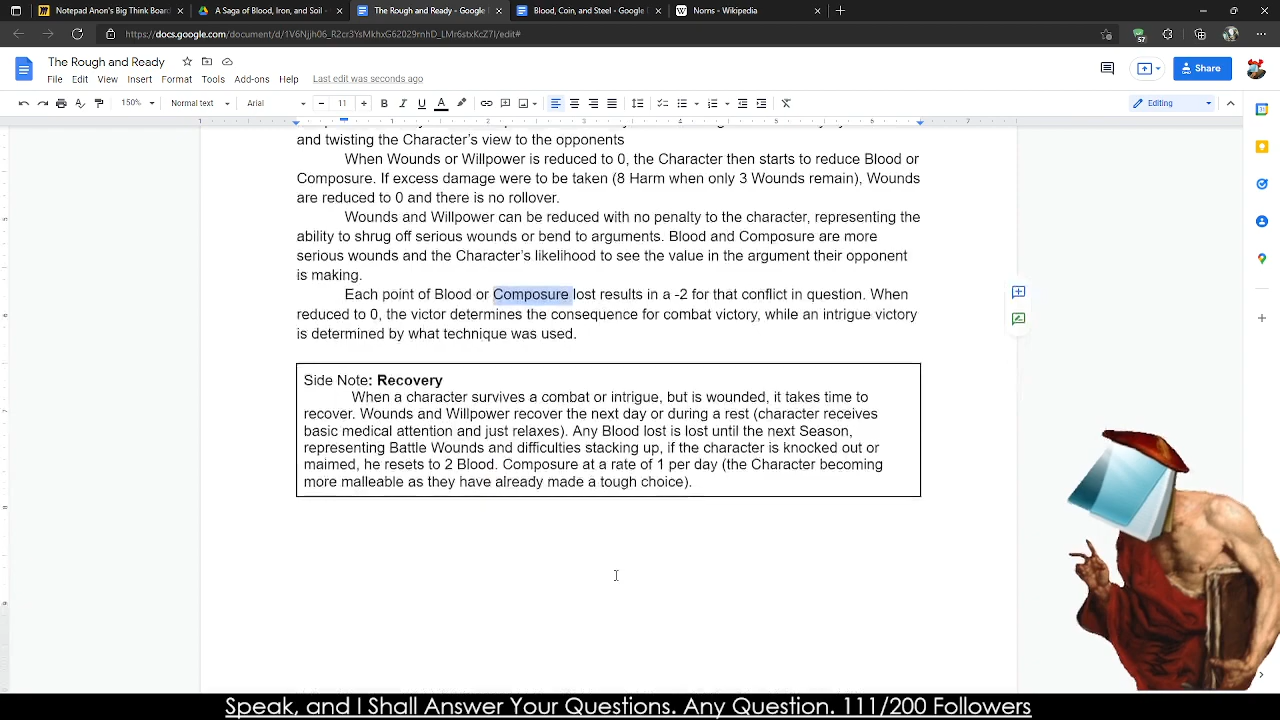 Notepad Anon's Big Think Board
A Saga of Blood, Iron, and Soil -
The Rough and Ready - Google
Blood, Coin, and Steel - Google D
Norns - Wikipedia
https://docs.google.com/document/d/1V6Njjh06_R2cr3YsMkhxG62029rnhD_LMr6stxKcZ7I/edit#
The Rough and Ready
File Edit View Insert Format Tools Add-ons Help Last edit was seconds ago
Share
150% Normal text Arial 11 Editing
and twisting the Character's view to the opponents
When Wounds or Willpower is reduced to 0, the Character then starts to reduce Blood or
Composure. If excess damage were to be taken (8 Harm when only 3 Wounds remain), Wounds
are reduced to 0 and there is no rollover.
Wounds and Willpower can be reduced with no penalty to the character, representing the
ability to shrug off serious wounds or bend to arguments. Blood and Composure are more
serious wounds and the Character's likelihood to see the value in the argument their opponent
is making.
Each point of Blood or Composure lost results in a -2 for that conflict in question. When
reduced to 0, the victor determines the consequence for combat victory, while an intrigue victory
is determined by what technique was used.
Side Note: Recovery
When a character survives a combat or intrigue, but is wounded, it takes time to
recover. Wounds and Willpower recover the next day or during a rest (character receives
basic medical attention and just relaxes). Any Blood lost is lost until the next Season,
representing Battle Wounds and difficulties stacking up, if the character is knocked out or
maimed, he resets to 2 Blood. Composure at a rate of 1 per day (the Character becoming
more malleable as they have already made a tough choice).
Speak, and I Shall Answer Your Questions. Any Question. 111/200 Followers